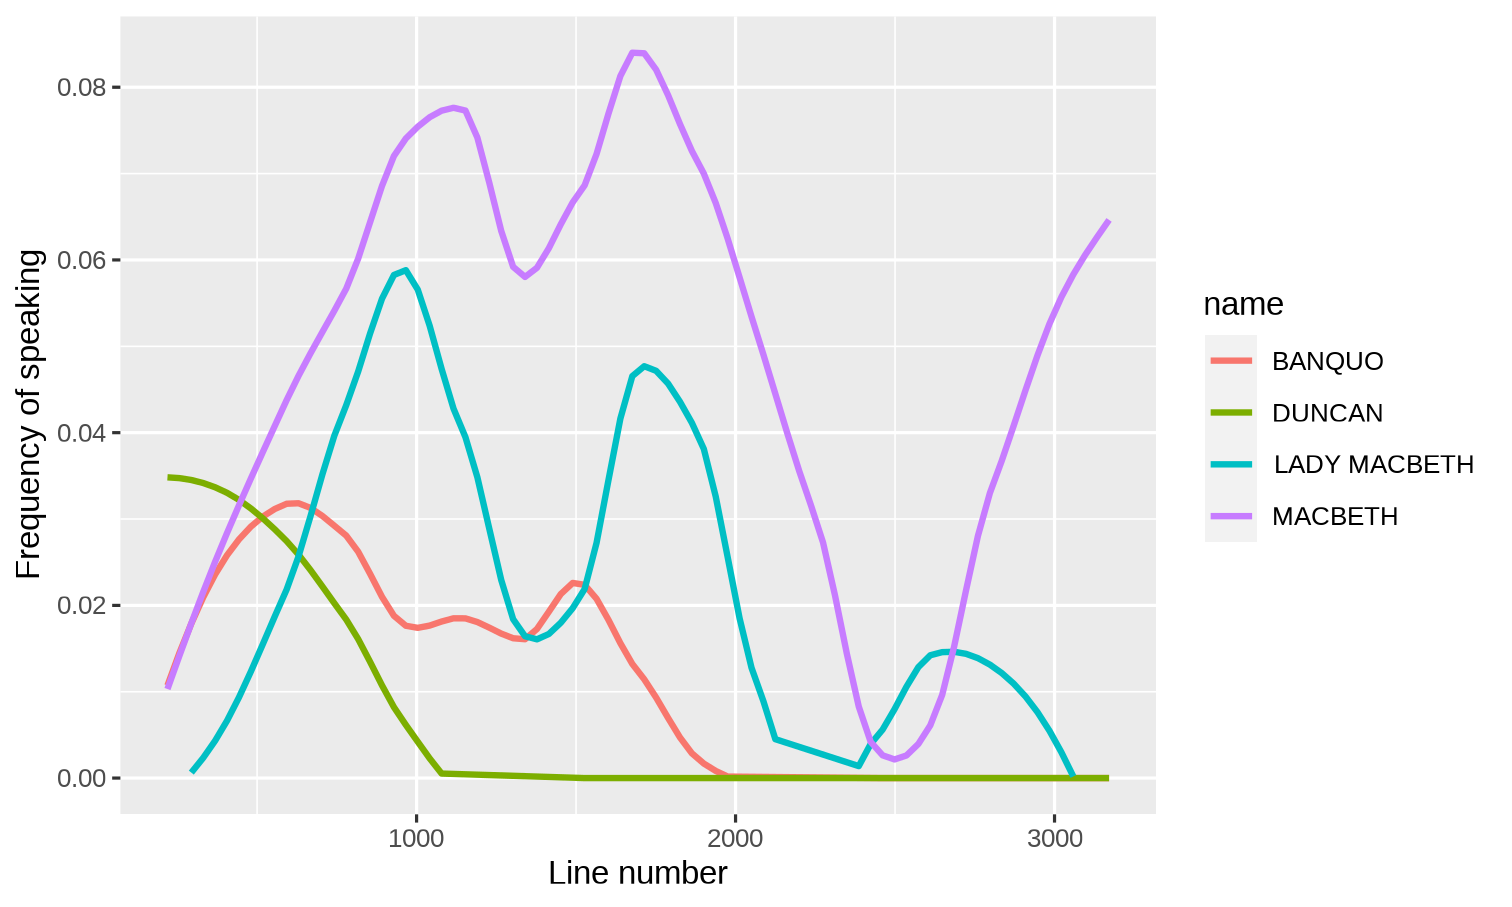 0.08
0.06
0.04
0.02
0.00
Frequency of speaking
1000 2000 3000
Line number
name
BANQUO
DUNCAN
LADY MACBETH
MACBETH